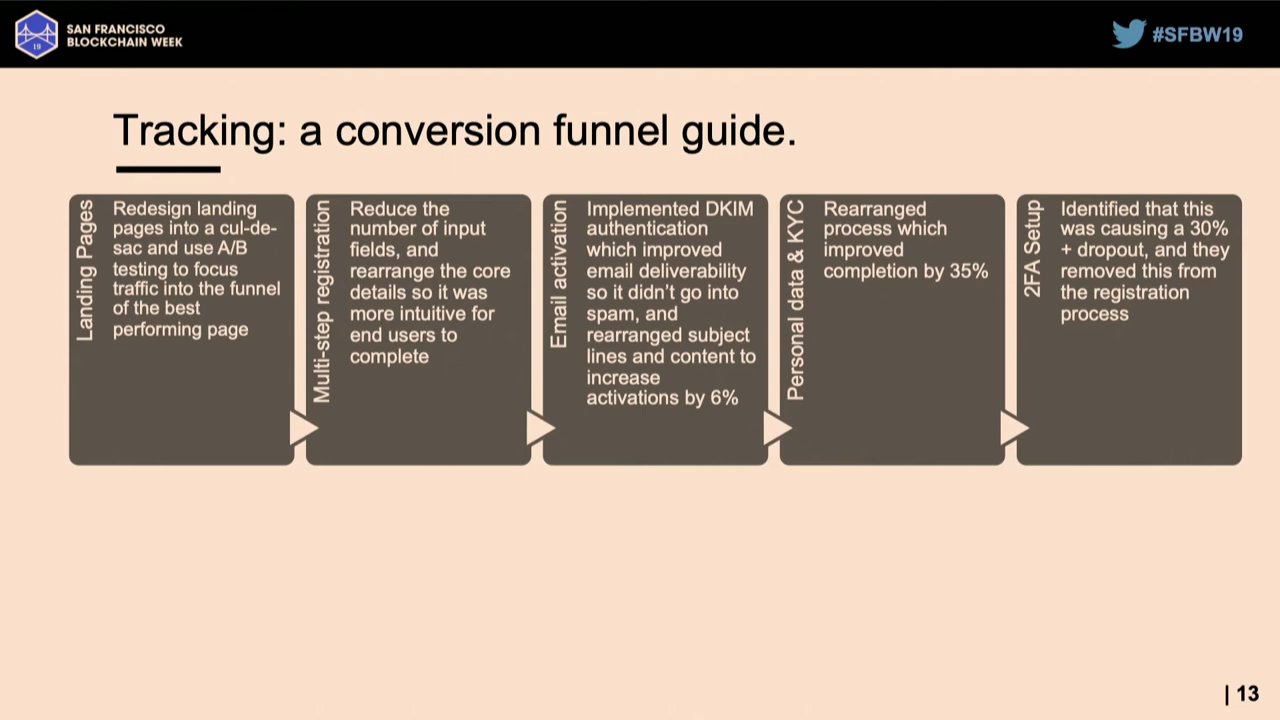 SAN FRANCISCO
BLOCKCHAIN WEEK
19
#SFBW19
Tracking: a conversion funnel guide.
Landing Pages
Redesign landing
pages into a cul-de-
sac and use A/B
testing to focus
traffic into the funnel
of the best
performing page
Multi-step registration
Reduce the
number of input
fields, and
rearrange the core
details so it was
more intuitive for
end users to
complete
Email activation
Implemented DKIM
authentication
which improved
email deliverability
so it didn’t go into
spam, and
rearranged subject
lines and content to
increase
activations by 6%
Personal data & KYC
Rearranged
process which
improved
completion by 35%
2FA Setup
Identified that this
was causing a 30%
+ dropout, and they
removed this from
the registration
process
| 13